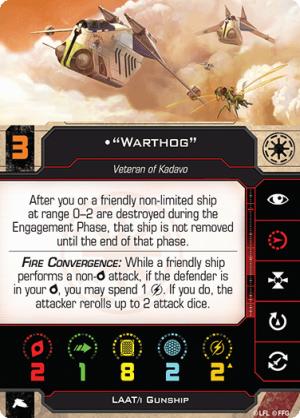 •“Warthog”
3
Veteran of Kadavo
After you or a friendly non-limited ship
at range 0–2 are destroyed during the
Engagement Phase, that ship is not removed
until the end of that phase.
Fire Convergence: While a friendly ship
performs a non- attack, if the defender is
in your , you may spend 1 . If you do, the
attacker rerolls up to 2 attack dice.
2 1 8 2 2
LAAT/i Gunship
©LFL ©FFG